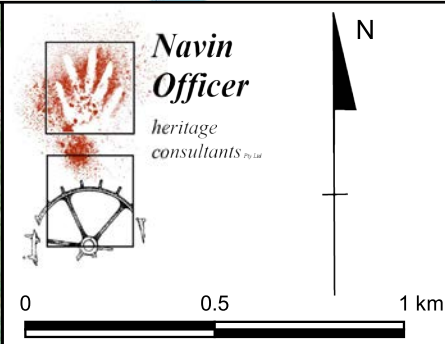 Navin
Officer
heritage
consultants Pty Ltd
N
0 0.5 1 km